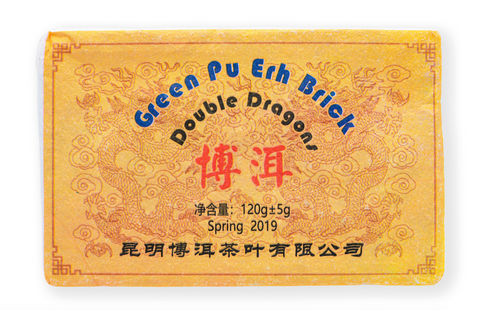 Green Pu Erh Brick
Double Dragons
博洱
净含量：120g±5g
Spring 2019
昆明博洱茶叶有限公司